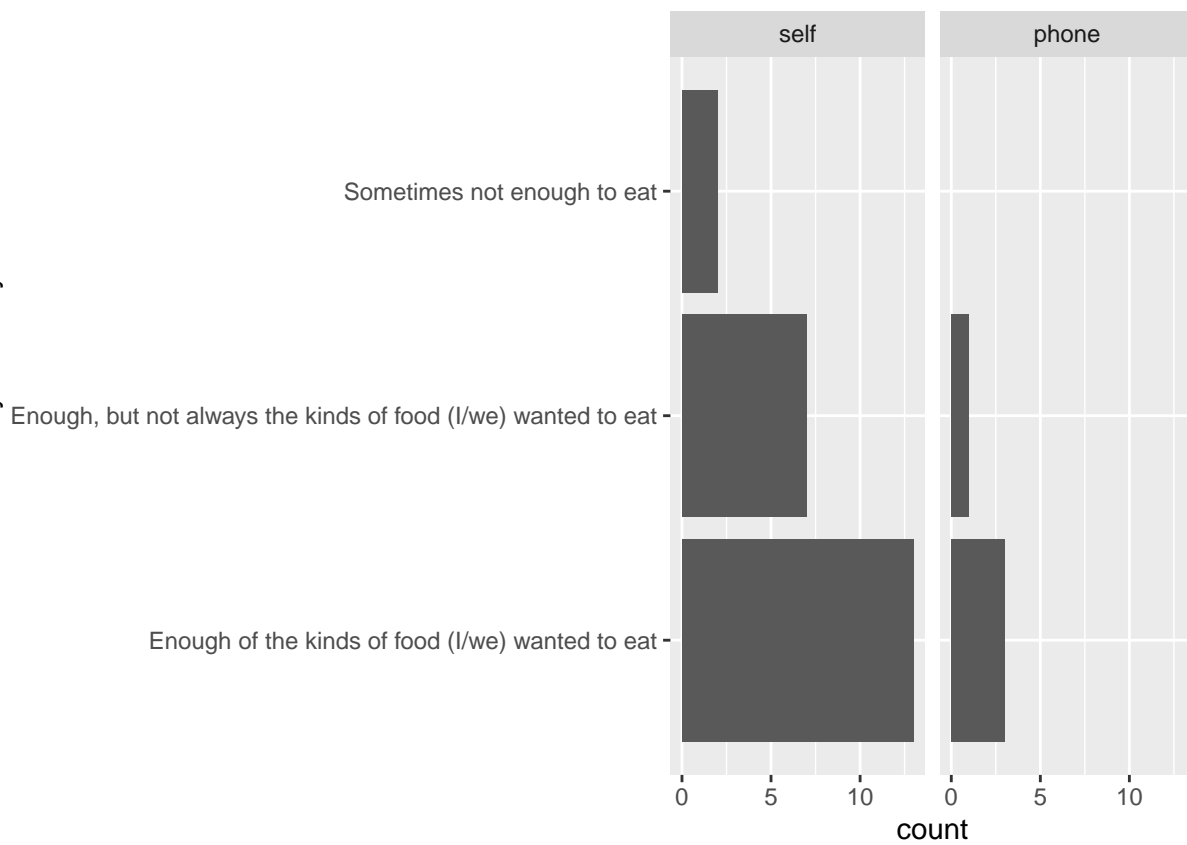 self phone
Sometimes not enough to eat
Enough, but not always the kinds of food (I/we) wanted to eat
Enough of the kinds of food (I/we) wanted to eat
0 5 10 0 5 10
count